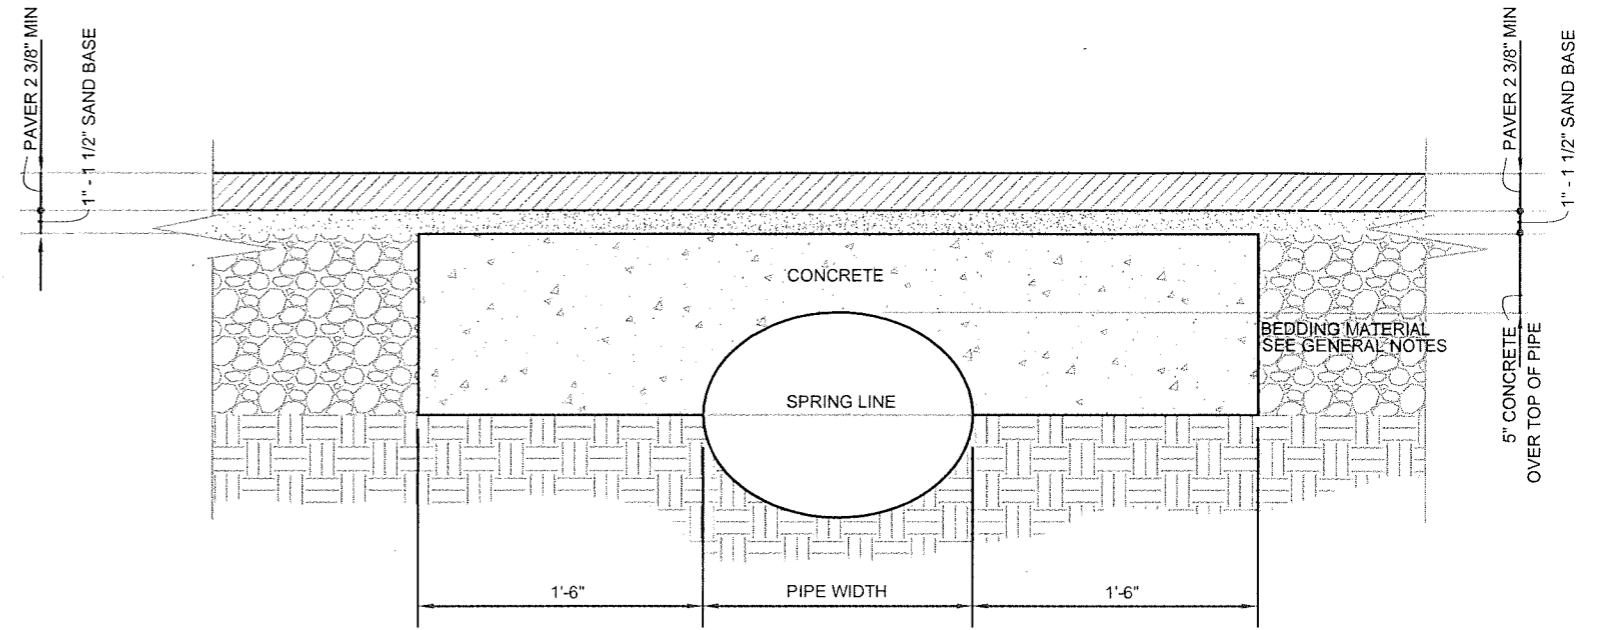 PAVER 2 3/8" MIN
1" - 1 1/2" SAND BASE
PAVER 2 3/8" MIN
1" - 1 1/2" SAND BASE
CONCRETE
BEDDING MATERIAL
SEE GENERAL NOTES
5" CONCRETE
OVER TOP OF PIPE
SPRING LINE
1'-6"
PIPE WIDTH
1'-6"